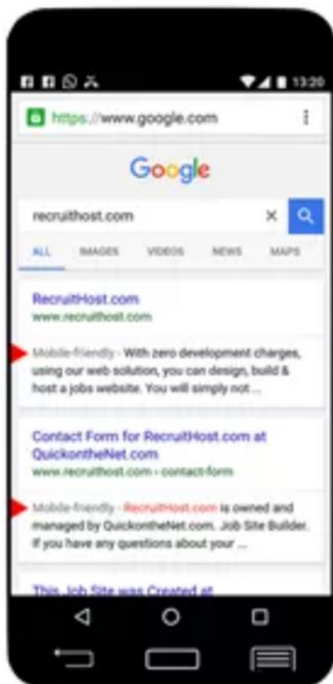 13:20
https://www.google.com
Google
recruithost.com
ALL IMAGES VIDEOS NEWS MAPS
RecruitHost.com
www.recruithost.com
Mobile-friendly - With zero development charges,
using our web solution, you can design, build &
host a jobs website. You will simply not ...
Contact Form for RecruitHost.com at
QuickontheNet.com
www.recruithost.com › contact-form
Mobile-friendly - RecruitHost.com is owned and
managed by QuickontheNet.com. Job Site Builder.
If you have any questions about your ...
This Job Site was Created at